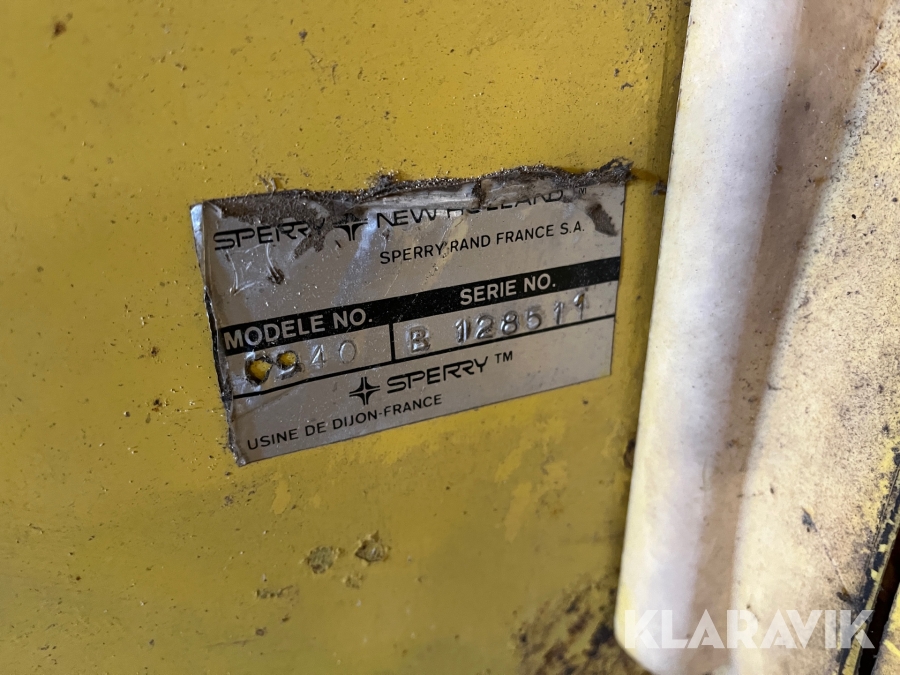 SPERRY NEW HOLLAND
SPERRY RAND FRANCE S.A.
MODELE NO. SERIE NO.
B 128511
SPERRY™
USINE DE DIJON-FRANCE
KLARAVIK